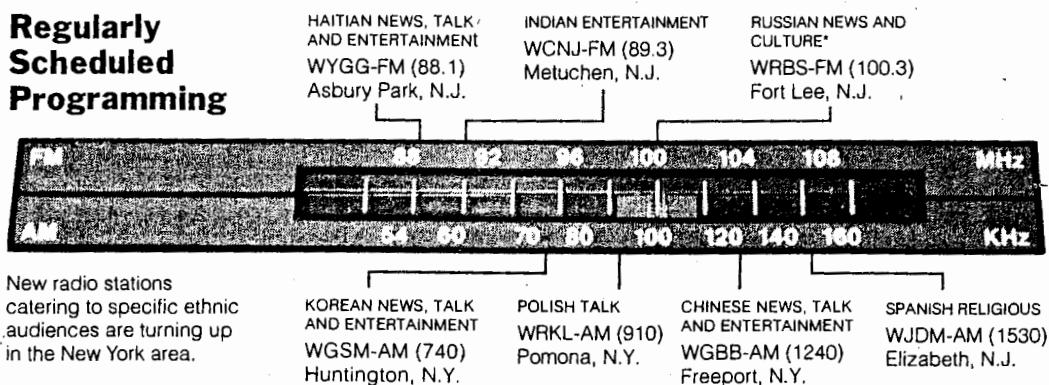 Regularly
Scheduled
Programming
HAITIAN NEWS, TALK
AND ENTERTAINMENT
WYGG-FM (88.1)
Asbury Park, N.J.
INDIAN ENTERTAINMENT
WCNJ-FM (89.3)
Metuchen, N.J.
RUSSIAN NEWS AND
CULTURE*
WRBS-FM (100.3)
Fort Lee, N.J.
FM 88 92 96 100 104 108 MHz
AM 54 60 70 80 100 120 140 160 KHz
New radio stations
catering to specific ethnic
audiences are turning up
in the New York area.
KOREAN NEWS, TALK
AND ENTERTAINMENT
WGSM-AM (740)
Huntington, N.Y.
POLISH TALK
WRKL-AM (910)
Pomona, N.Y.
CHINESE NEWS, TALK
AND ENTERTAINMENT
WGBB-AM (1240)
Freeport, N.Y.
SPANISH RELIGIOUS
WJDM-AM (1530)
Elizabeth, N.J.